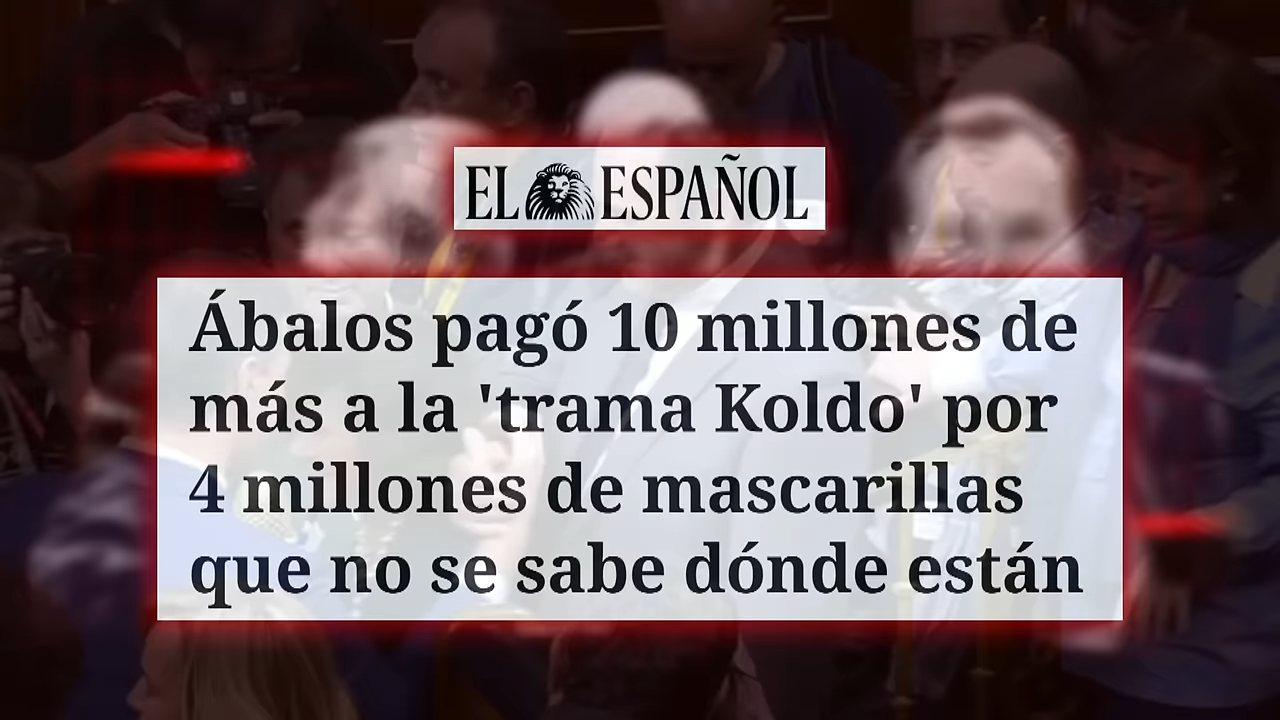 EL ESPAÑOL
Ábalos pagó 10 millones de
más a la 'trama Koldo' por
4 millones de mascarillas
que no se sabe dónde están